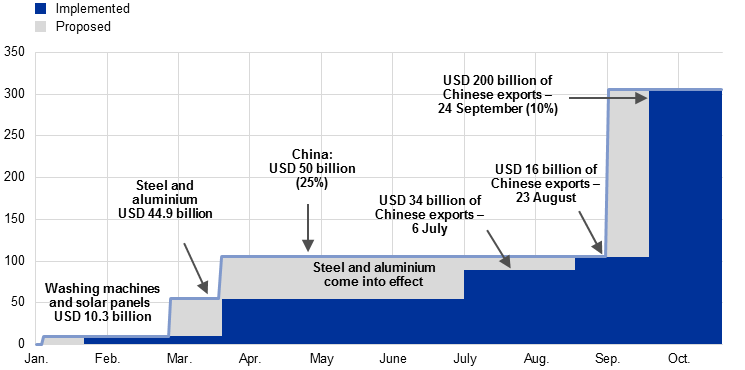 Implemented
Proposed
350
300
250
200
150
100
50
0
USD 200 billion of
Chinese exports –
24 September (10%)
China:
USD 50 billion
(25%)
USD 16 billion of
Chinese exports –
23 August
Steel and
aluminium
USD 44.9 billion
USD 34 billion of
Chinese exports –
6 July
Steel and aluminium
come into effect
Washing machines
and solar panels
USD 10.3 billion
Jan. Feb. Mar. Apr. May June July Aug. Sep. Oct.